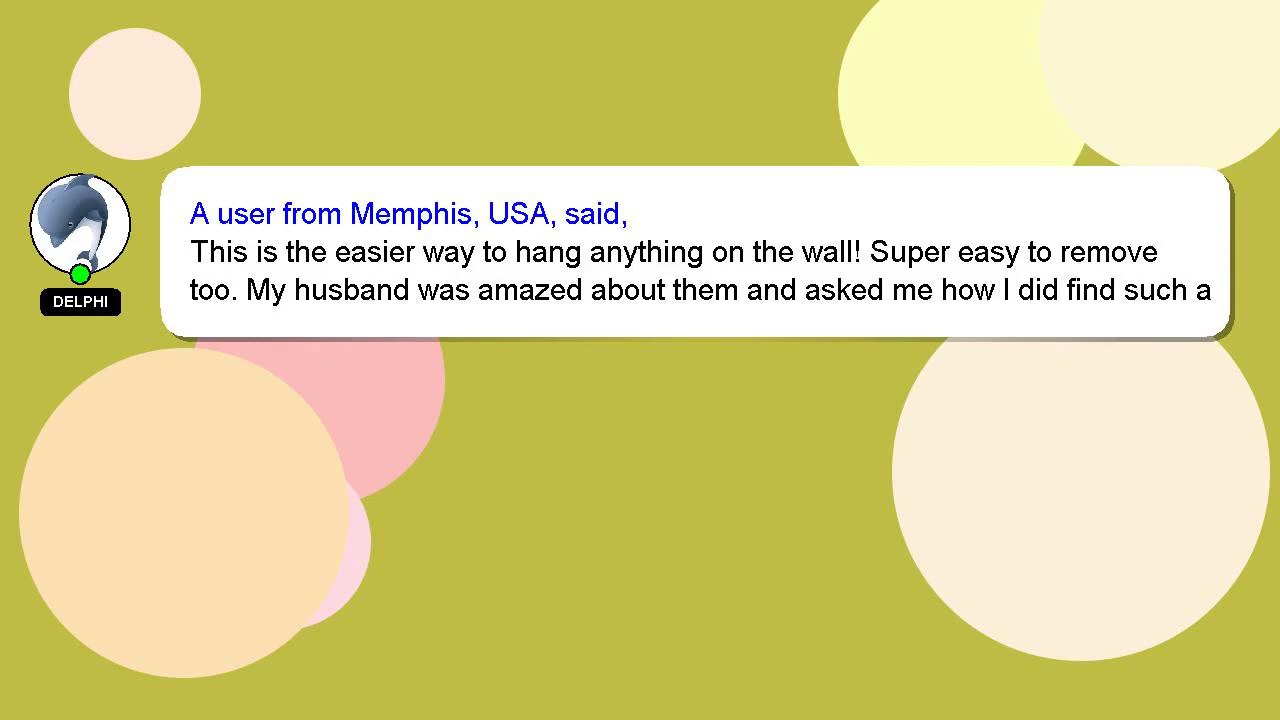 A user from Memphis, USA, said,
This is the easier way to hang anything on the wall! Super easy to remove
too. My husband was amazed about them and asked me how I did find such a
DELPHI